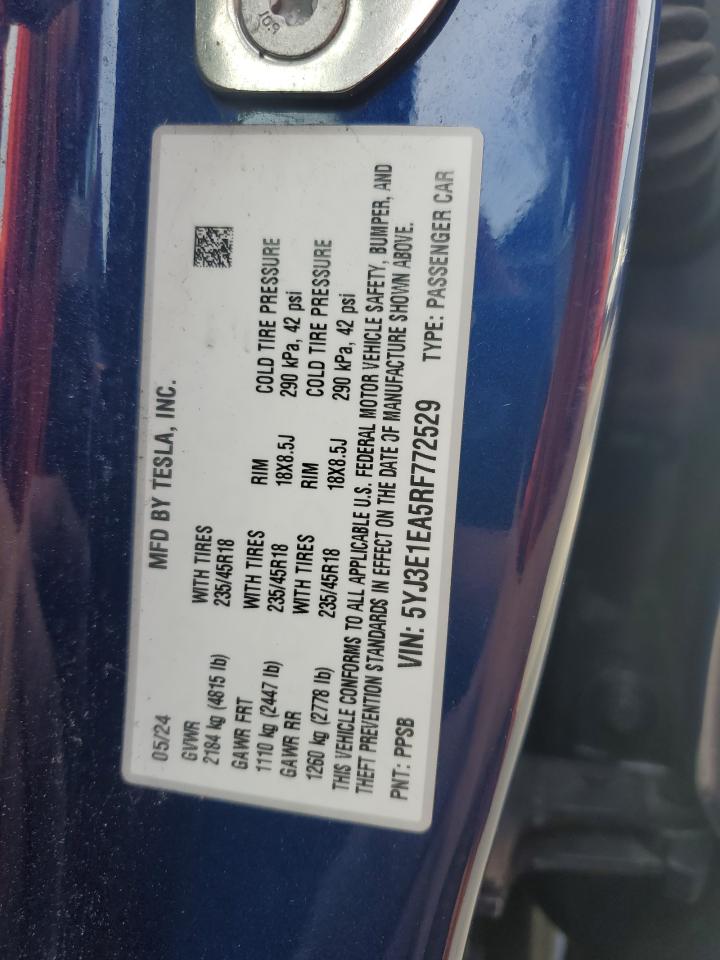 10.9
MFD BY TESLA, INC.
05/24
GVWR WITH TIRES
2184 kg (4815 lb) 235/45R18
GAWR FRT WITH TIRES RIM COLD TIRE PRESSURE
1110 kg (2447 lb) 235/45R18 18X8.5J 290 kPa, 42 psi
GAWR RR WITH TIRES RIM COLD TIRE PRESSURE
1260 kg (2778 lb) 235/45R18 18X8.5J 290 kPa, 42 psi
THIS VEHICLE CONFORMS TO ALL APPLICABLE U.S. FEDERAL MOTOR VEHICLE SAFETY, BUMPER, AND
THEFT PREVENTION STANDARDS IN EFFECT ON THE DATE OF MANUFACTURE SHOWN ABOVE.
PNT: PPSB VIN: 5YJ3E1EA5RF772529 TYPE: PASSENGER CAR